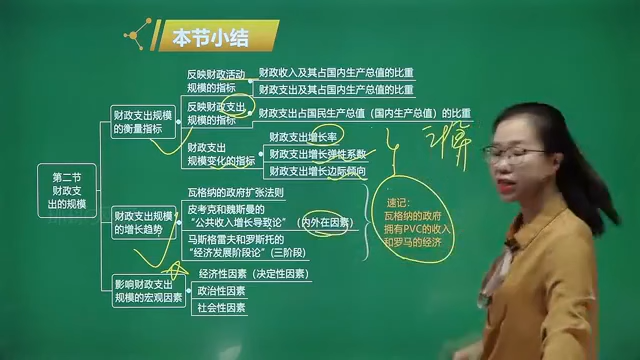 本节小结
反映财政活动
规模的指标
财政收入及其占国内生产总值的比重
财政支出及其占国内生产总值的比重
财政支出规模
的衡量指标
反映财政支出
规模的指标
财政支出占国民生产总值（国内生产总值）的比重
计算
财政支出
规模变化的指标
财政支出增长率
财政支出增长弹性系数
财政支出增长边际倾向
第二节
财政支
出的规模
财政支出规模
的增长趋势
瓦格纳的政府扩张法则
皮考克和魏斯曼的
“公共收入增长导致论”（内外在因素）
马斯格雷夫和罗斯托的
“经济发展阶段论”（三阶段）
速记：
瓦格纳的政府
拥有PVC的收入
和罗马的经济
影响财政支出
规模的宏观因素
经济性因素（决定性因素）
政治性因素
社会性因素